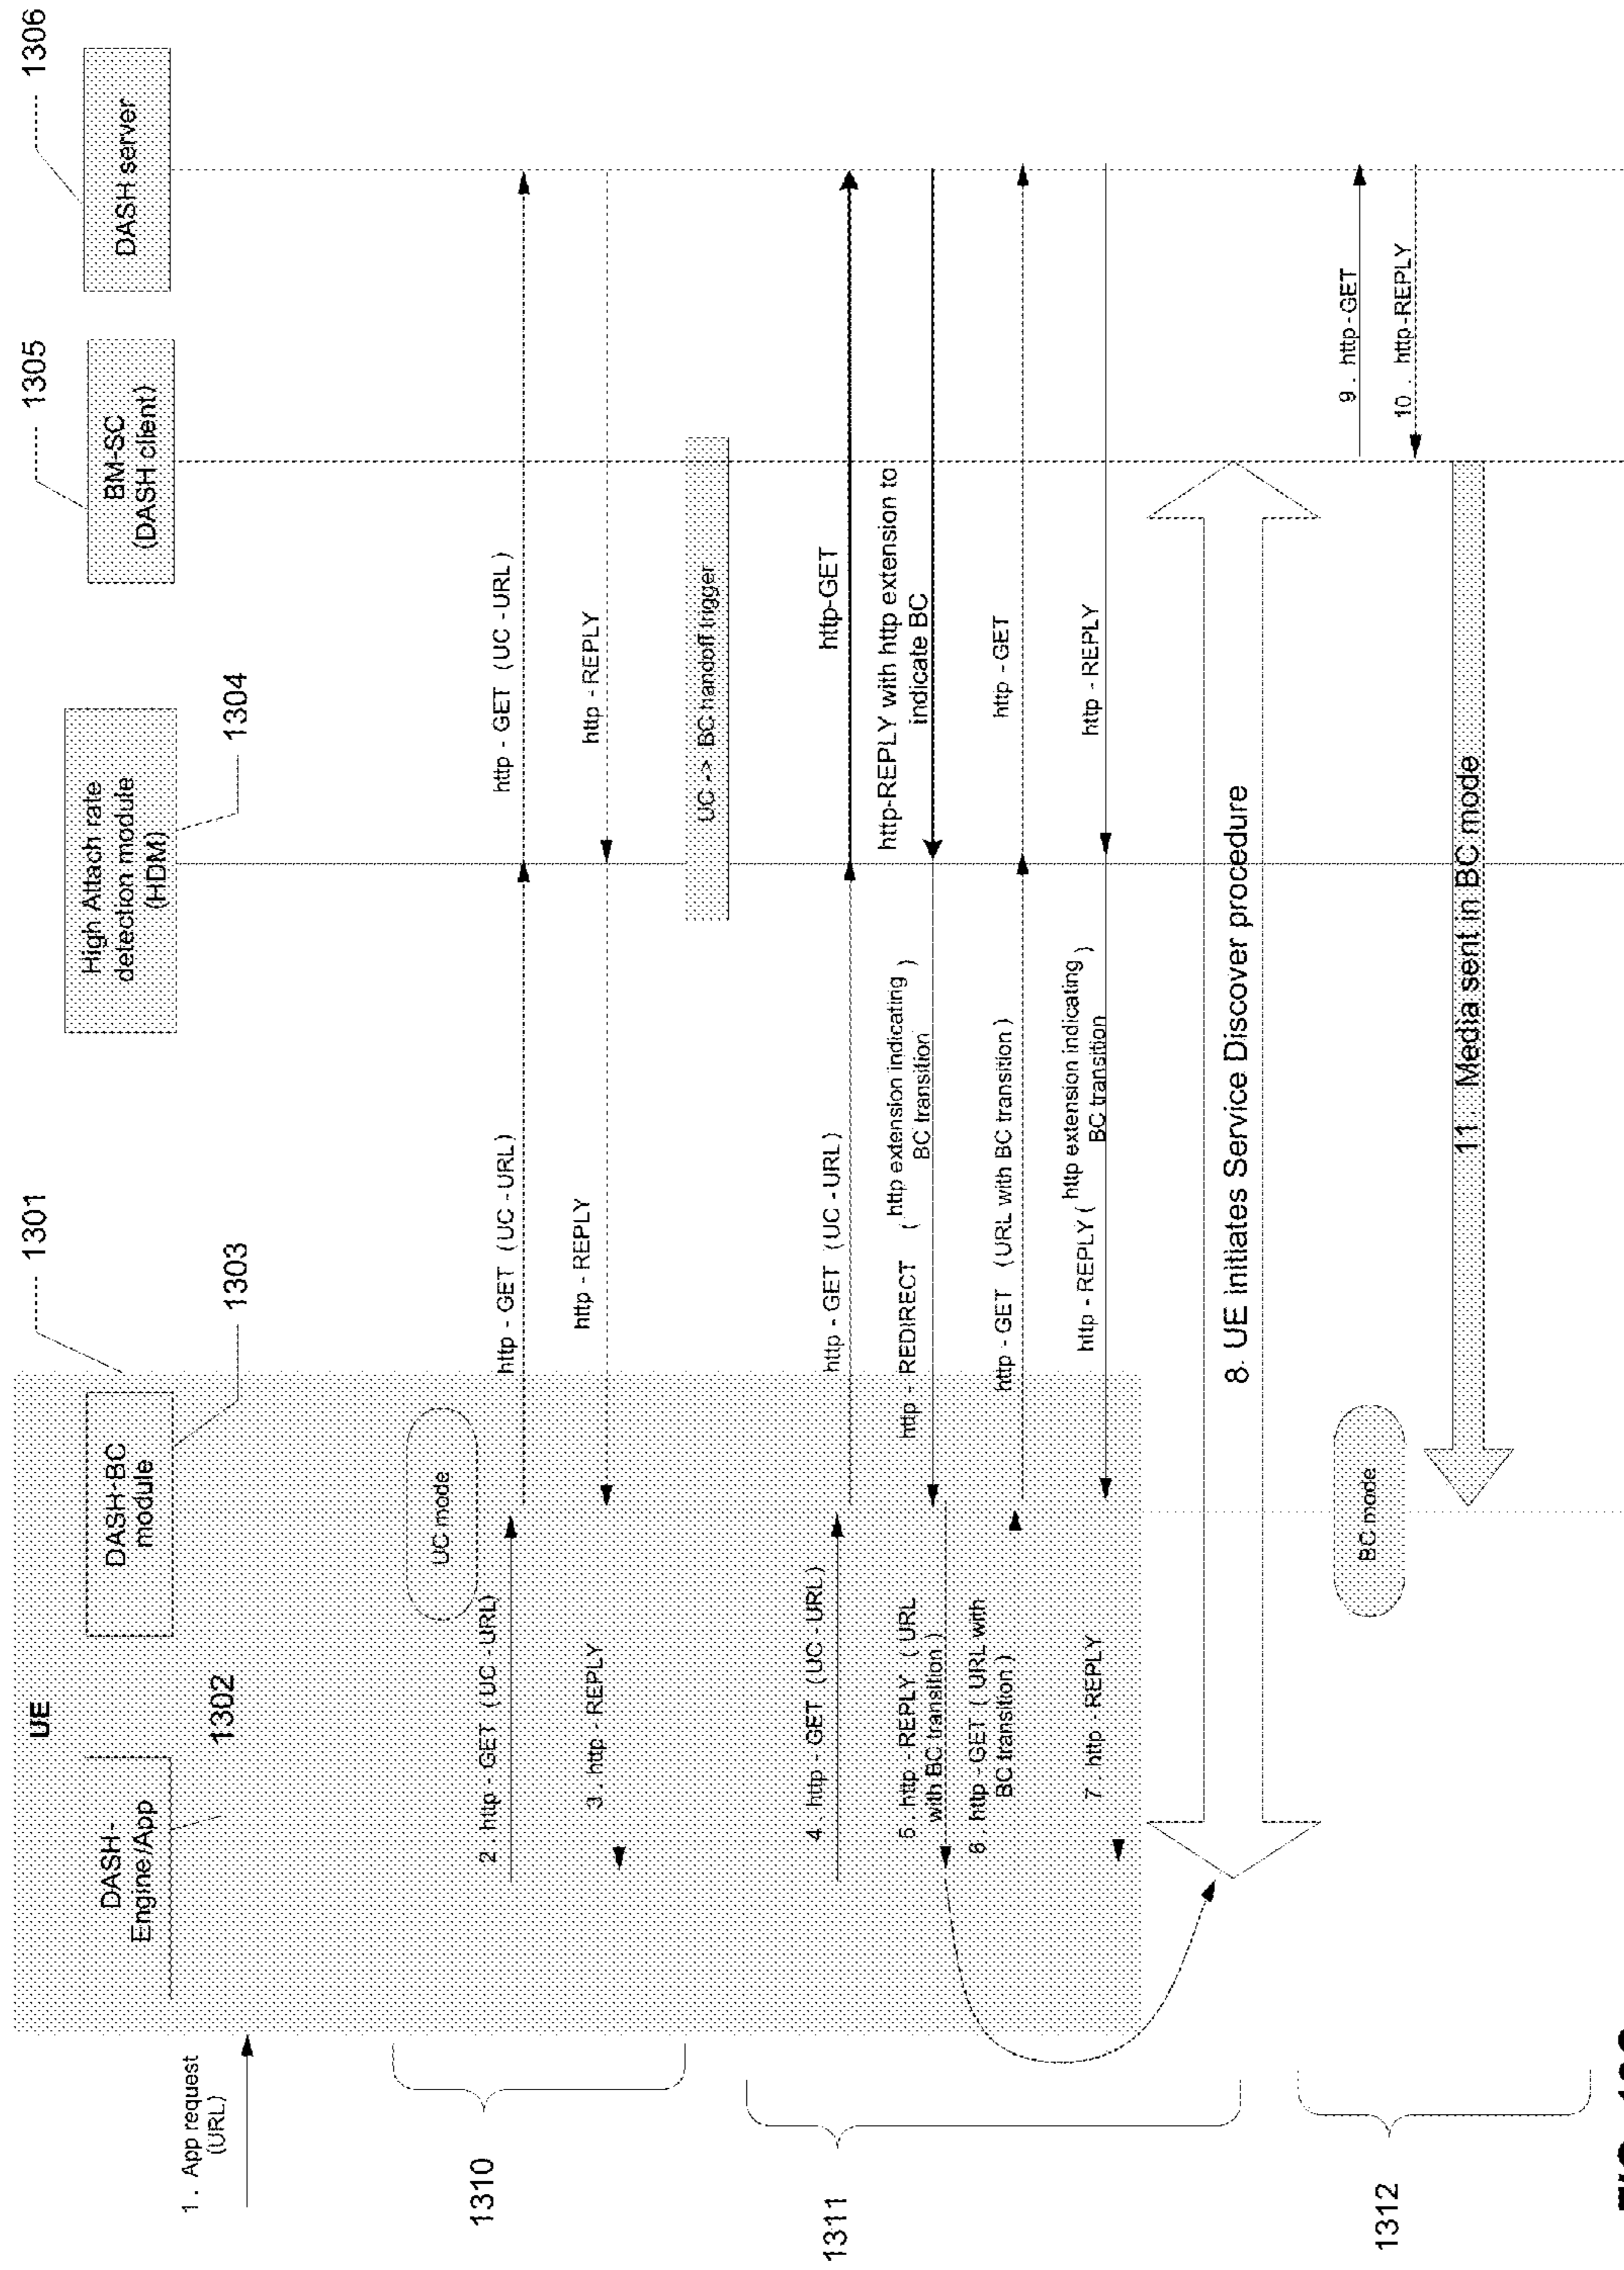 1301
1304
1305
1306
UE
DASH-
Engine/App
1302
DASH-BC
module
1303
High Attach rate
detection module
(HDM)
BM-SC
(DASH client)
DASH server
1. App request
(URL)
1310
UC mode
2. http - GET (UC - URL)
http - GET (UC - URL)
http - GET (UC - URL)
3. http - REPLY
http - REPLY
http - REPLY
UC -> BC handoff trigger
1311
4. http - GET (UC - URL)
http - GET (UC - URL)
http-GET
5. http - REPLY ( URL
with BC transition )
http - REDIRECT ( http extension indicating )
BC transition
http-REPLY with http extension to
indicate BC
6. http - GET ( URL with
BC transition )
http - GET (URL with BC transition )
http - GET
7. http - REPLY
http - REPLY ( http extension indicating )
BC transition
http - REPLY
8. UE initiates Service Discover procedure
1312
BC mode
9. http-GET
10. http-REPLY
11. Media sent in BC mode